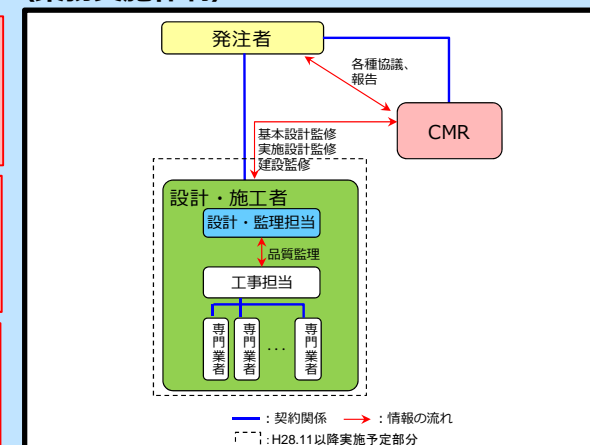 発注者
各種協議、
報告
CMR
基本設計監修
実施設計監修
建設監修
設計・施工者
設計・監理担当
品質監理
工事担当
専門業者
専門業者
…
専門業者
：契約関係
：情報の流れ
：H28.11以降実施予定部分